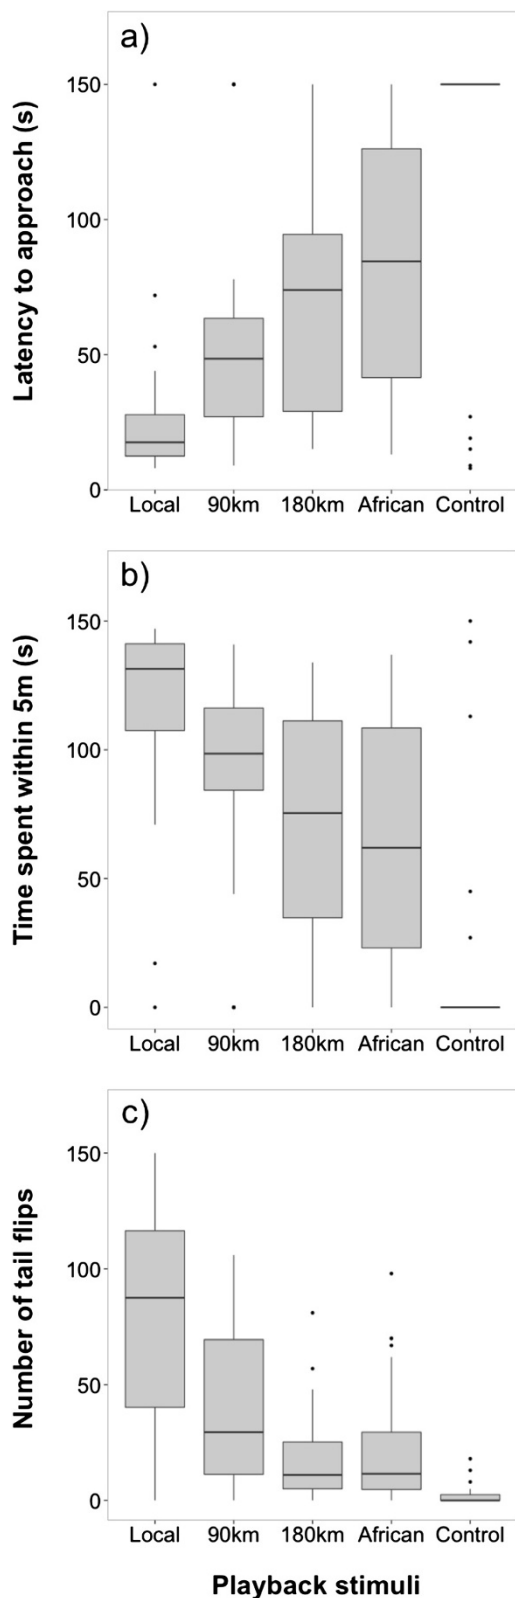 a)
Latency to approach (s)
150
100
50
0
Local 90km 180km African Control
b)
Time spent within 5m (s)
150
100
50
0
Local 90km 180km African Control
c)
Number of tail flips
150
100
50
0
Local 90km 180km African Control
Playback stimuli